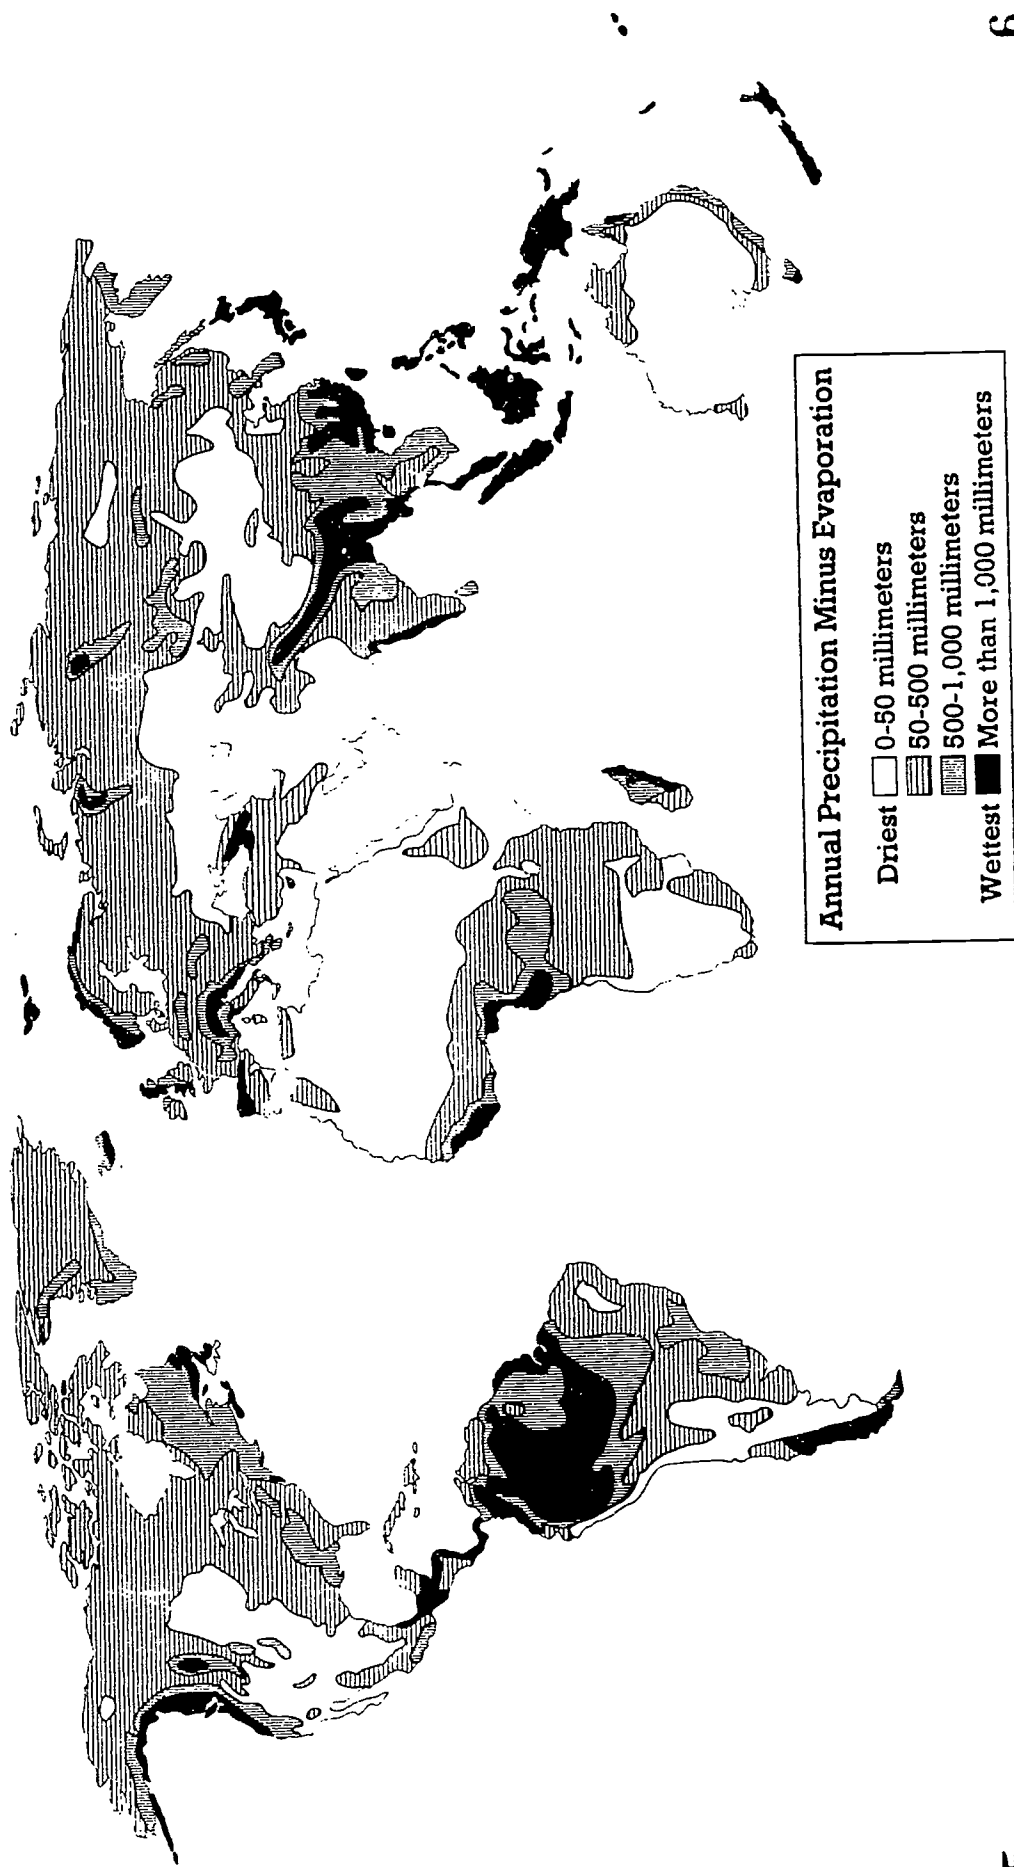 Annual Precipitation Minus Evaporation
Driest 0-50 millimeters
50-500 millimeters
500-1,000 millimeters
Wettest More than 1,000 millimeters